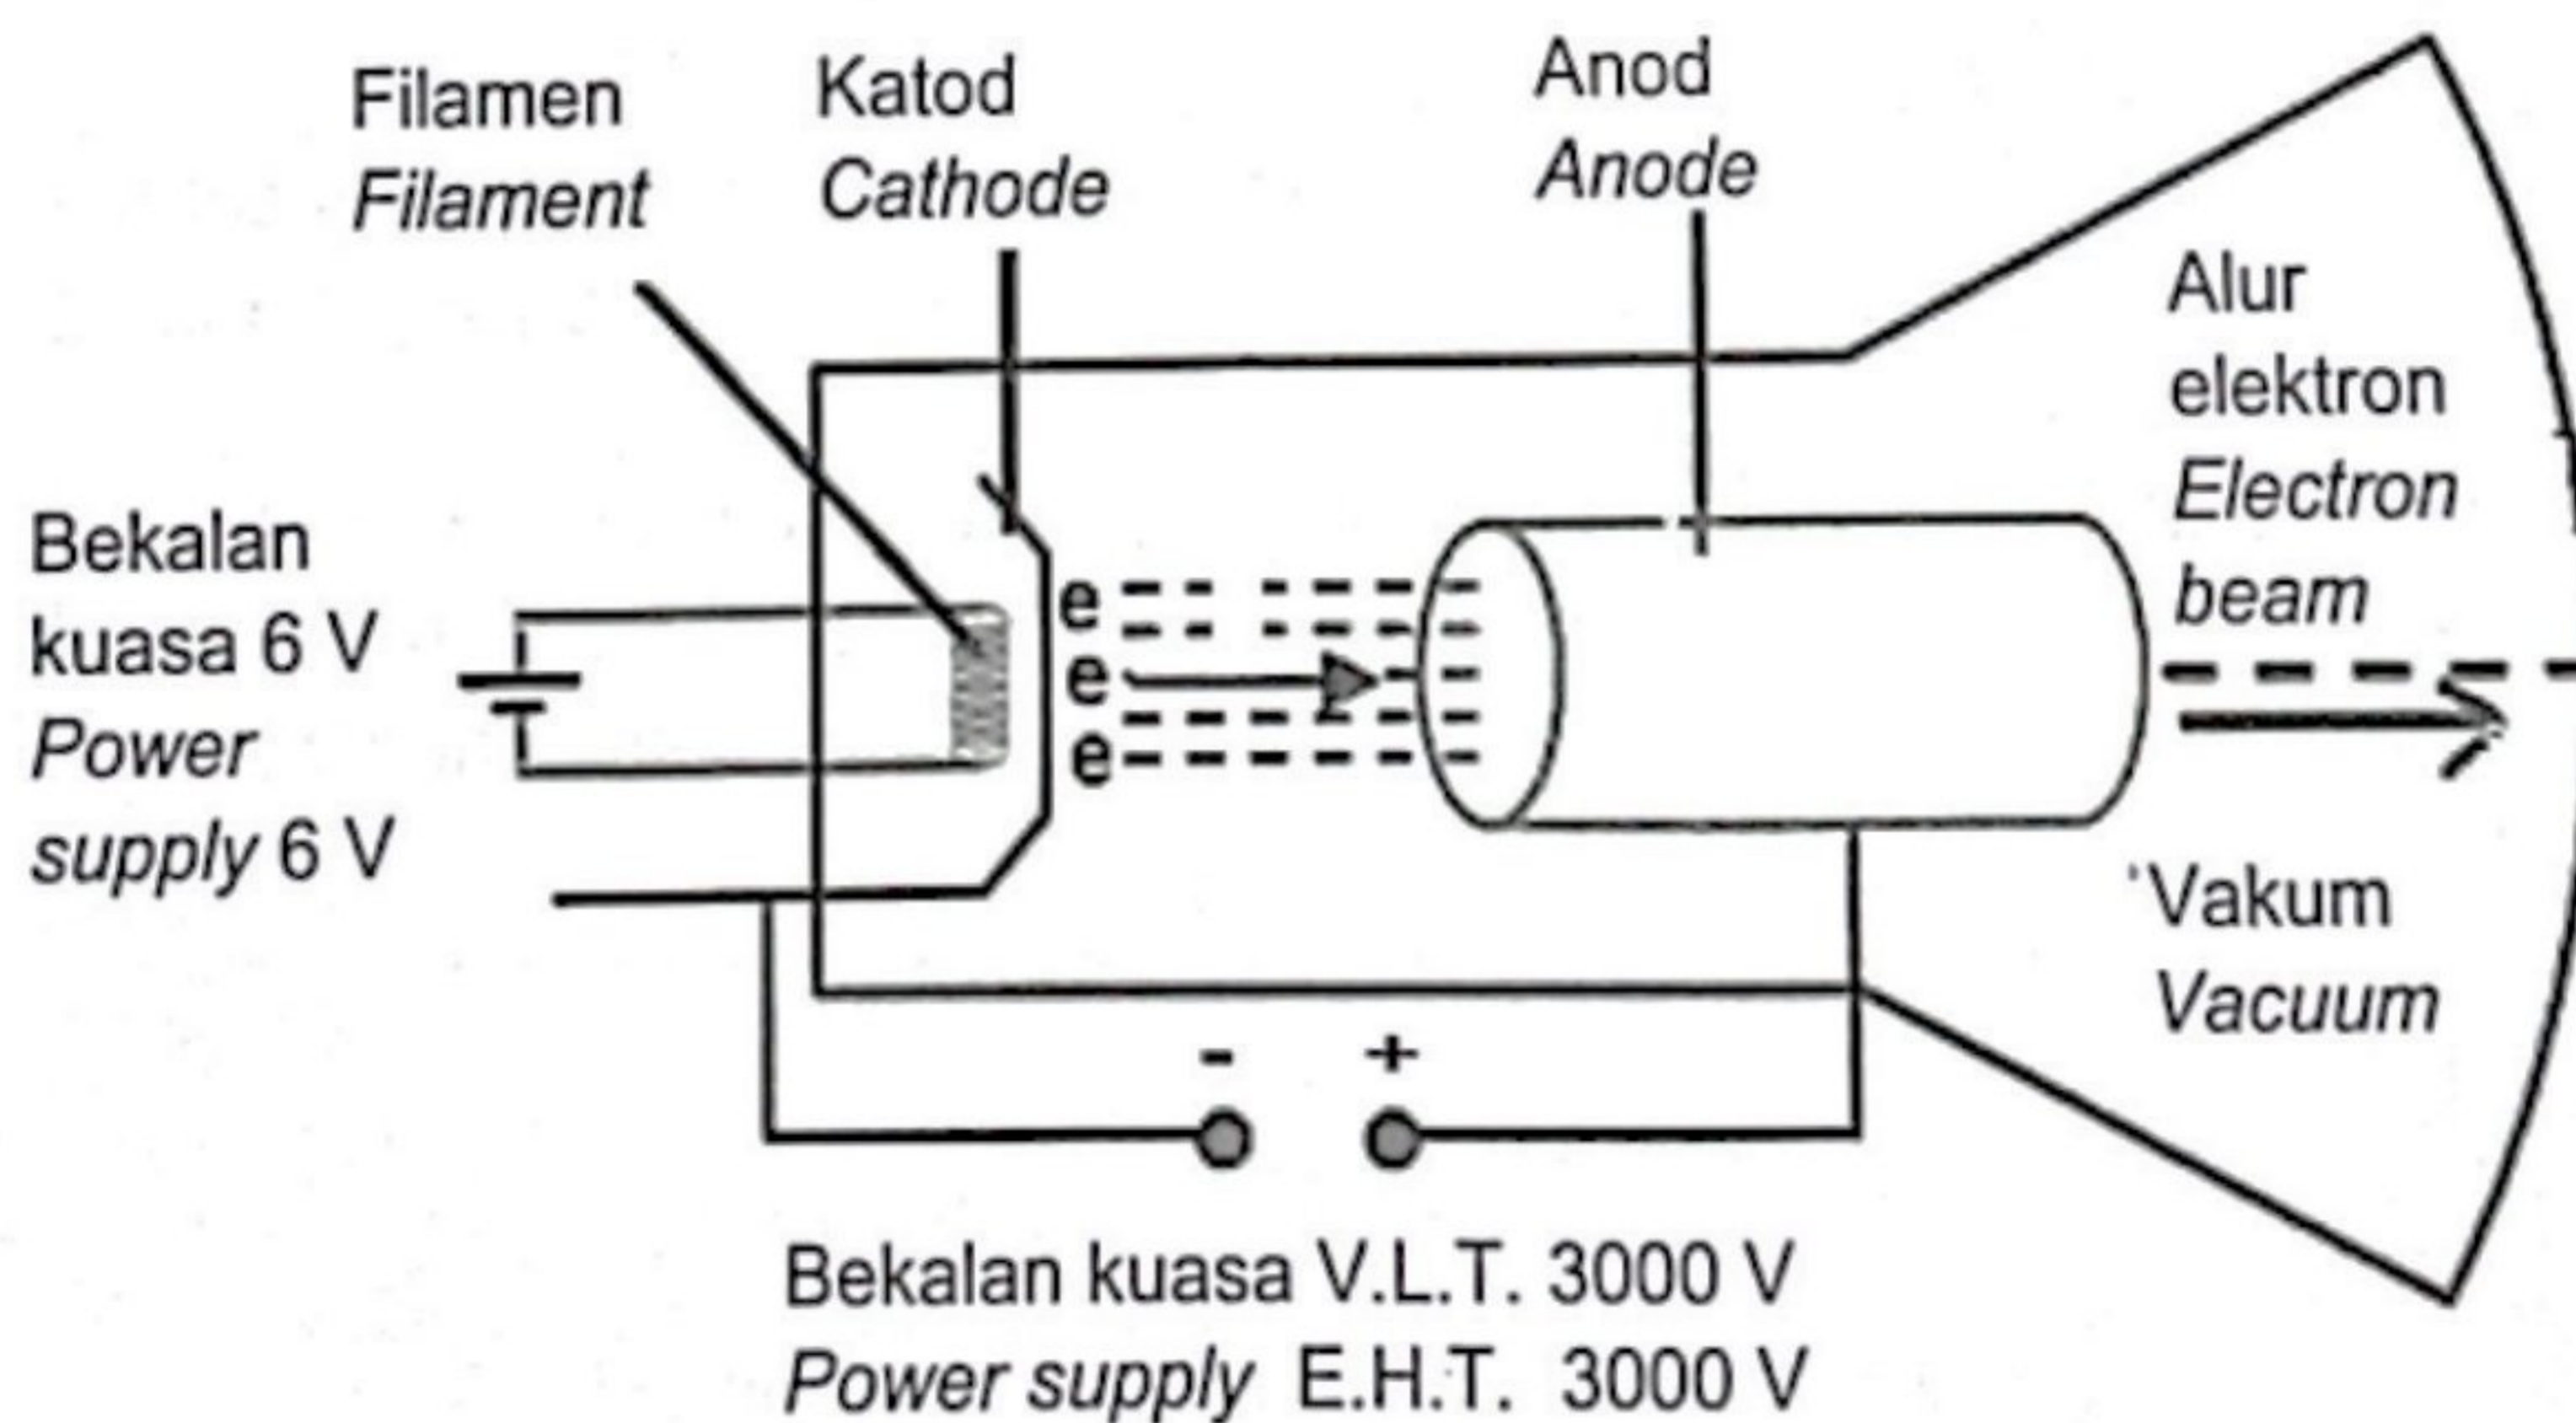 Filamen
Filament
Katod
Cathode
Anod
Anode
Alur
elektron
Electron
beam
Bekalan
kuasa 6 V
Power
supply 6 V
e
e
e
Vakum
Vacuum
- +
Bekalan kuasa V.L.T. 3000 V
Power supply E.H.T. 3000 V